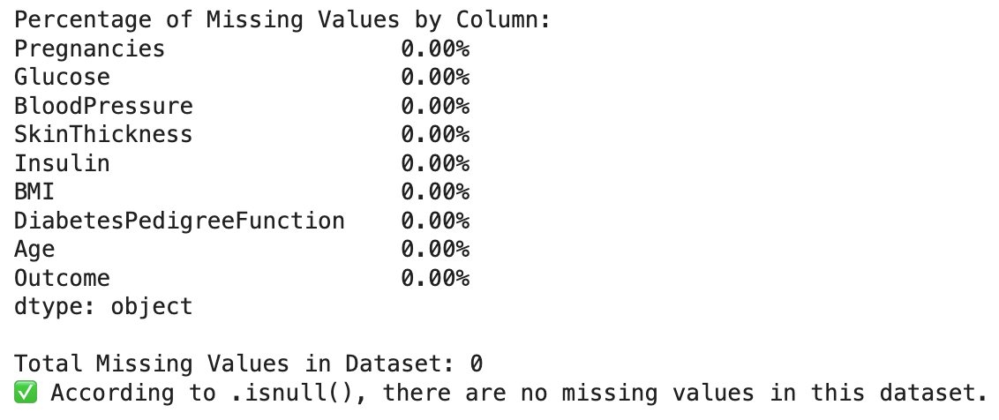 Percentage of Missing Values by Column:
Pregnancies                 0.00%
Glucose                     0.00%
BloodPressure               0.00%
SkinThickness               0.00%
Insulin                     0.00%
BMI                         0.00%
DiabetesPedigreeFunction    0.00%
Age                         0.00%
Outcome                     0.00%
dtype: object

Total Missing Values in Dataset: 0
✅ According to .isnull(), there are no missing values in this dataset.